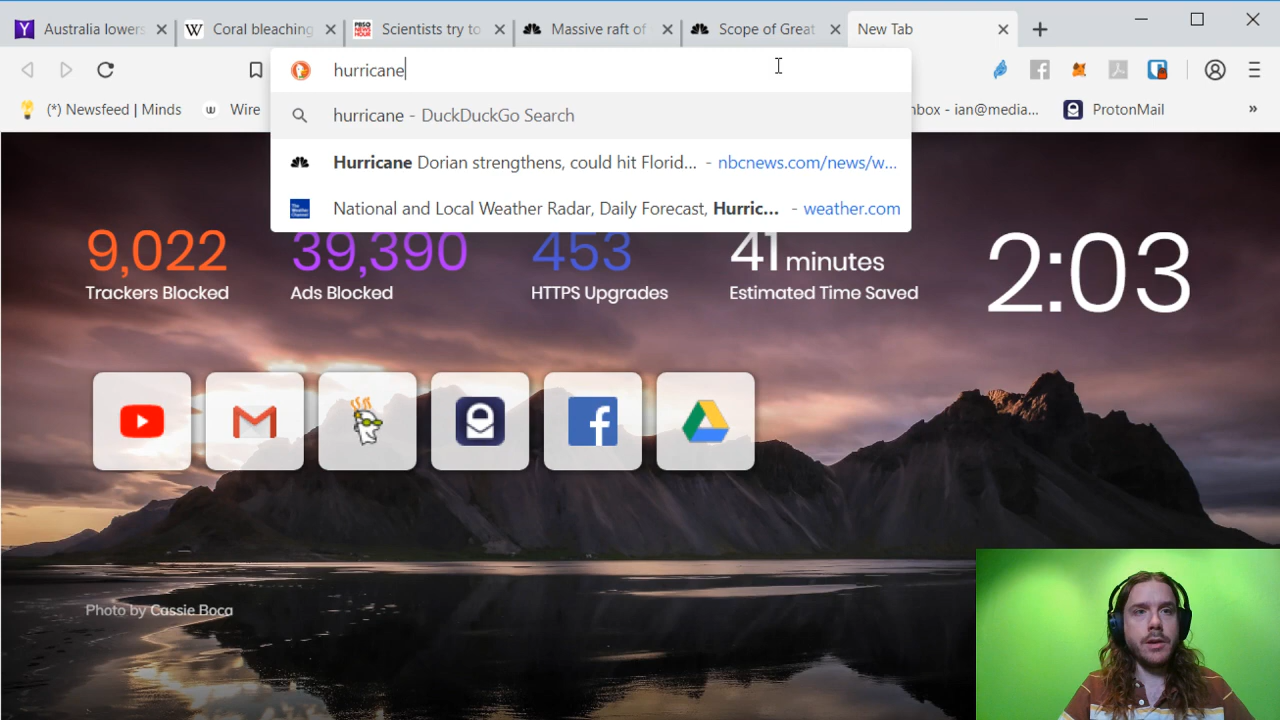 Australia lowers
Coral bleaching
Scientists try to
Massive raft of
Scope of Great
New Tab
hurricane
(*) Newsfeed | Minds
Wire
nbox - ian@media...
ProtonMail
»
hurricane - DuckDuckGo Search
Hurricane Dorian strengthens, could hit Florid... - nbcnews.com/news/w...
National and Local Weather Radar, Daily Forecast, Hurric... - weather.com
9,022
Trackers Blocked
39,390
Ads Blocked
453
HTTPS Upgrades
41 minutes
Estimated Time Saved
2:03
Photo by Cassie Boca